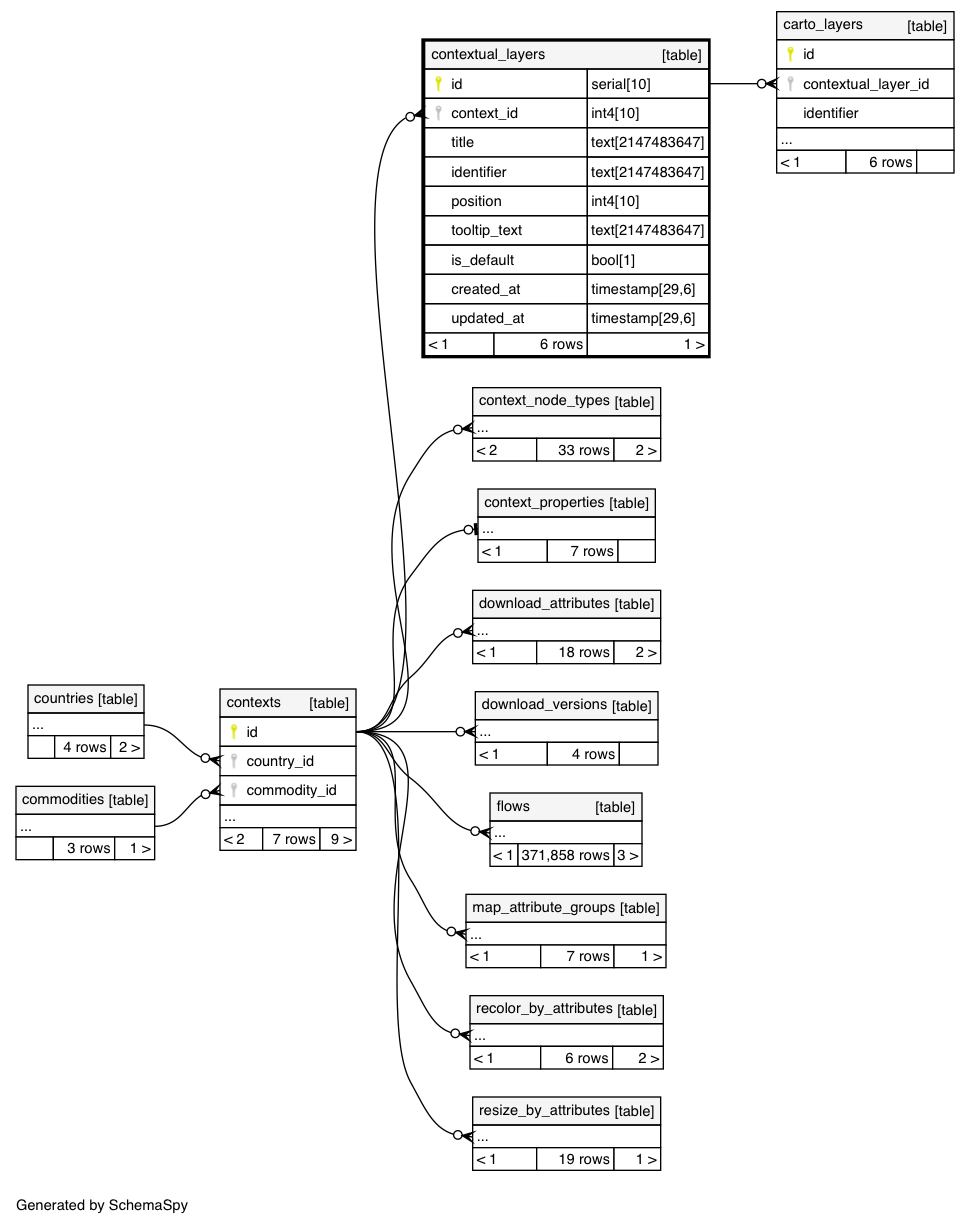 carto_layers [table]
id
contextual_layer_id
identifier
...
< 1 6 rows
contextual_layers [table]
id serial[10]
context_id int4[10]
title text[2147483647]
identifier text[2147483647]
position int4[10]
tooltip_text text[2147483647]
is_default bool[1]
created_at timestamp[29,6]
updated_at timestamp[29,6]
< 1 6 rows 1 >
context_node_types [table]
...
< 2 33 rows 2 >
context_properties [table]
...
< 1 7 rows
download_attributes [table]
...
< 1 18 rows 2 >
countries [table]
...
4 rows 2 >
commodities [table]
...
3 rows 1 >
contexts [table]
id
country_id
commodity_id
...
< 2 7 rows 9 >
download_versions [table]
...
< 1 4 rows
flows [table]
...
< 1 371,858 rows 3 >
map_attribute_groups [table]
...
< 1 7 rows 1 >
recolor_by_attributes [table]
...
< 1 6 rows 2 >
resize_by_attributes [table]
...
< 1 19 rows 1 >
Generated by SchemaSpy